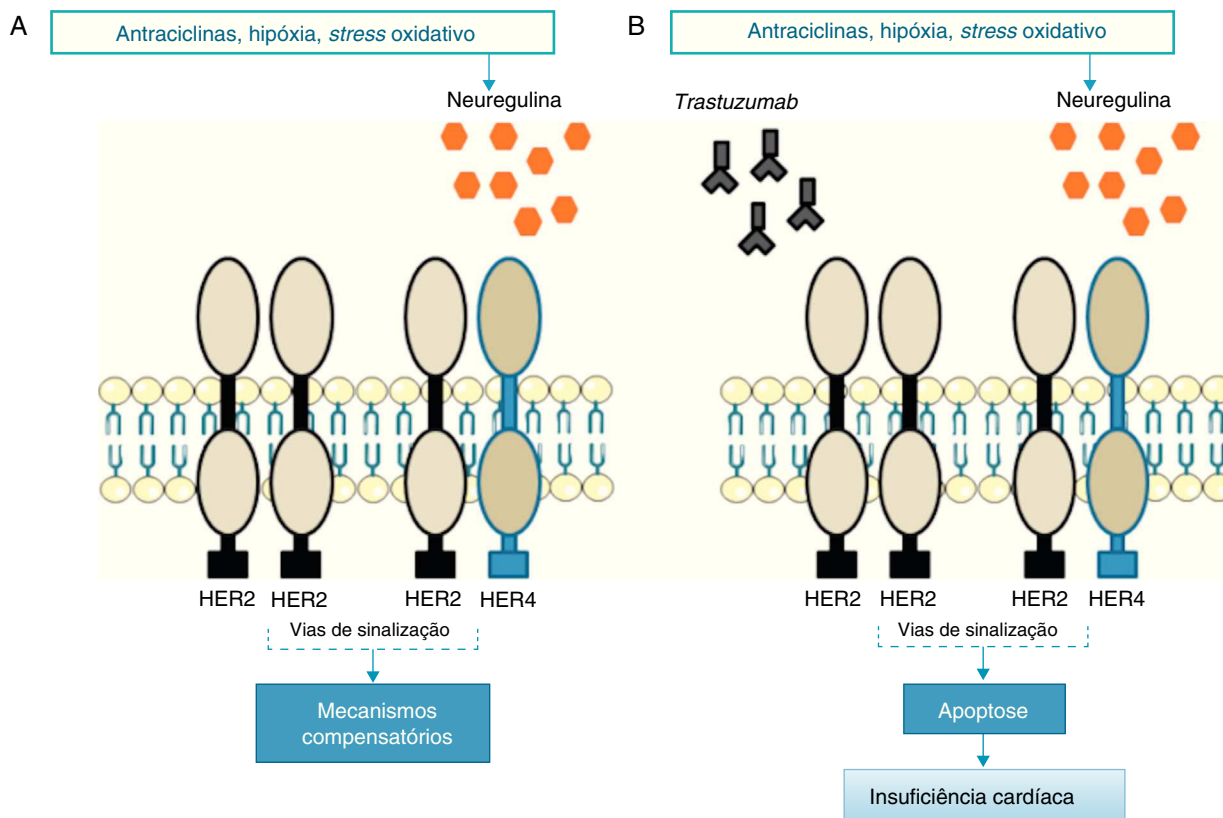 A
Antraciclinas, hipóxia, stress oxidativo
Neuregulina
HER2 HER2 HER2 HER4
Vias de sinalização
Mecanismos
compensatórios
B
Antraciclinas, hipóxia, stress oxidativo
Trastuzumab
Neuregulina
HER2 HER2 HER2 HER4
Vias de sinalização
Apoptose
Insuficiência cardíaca